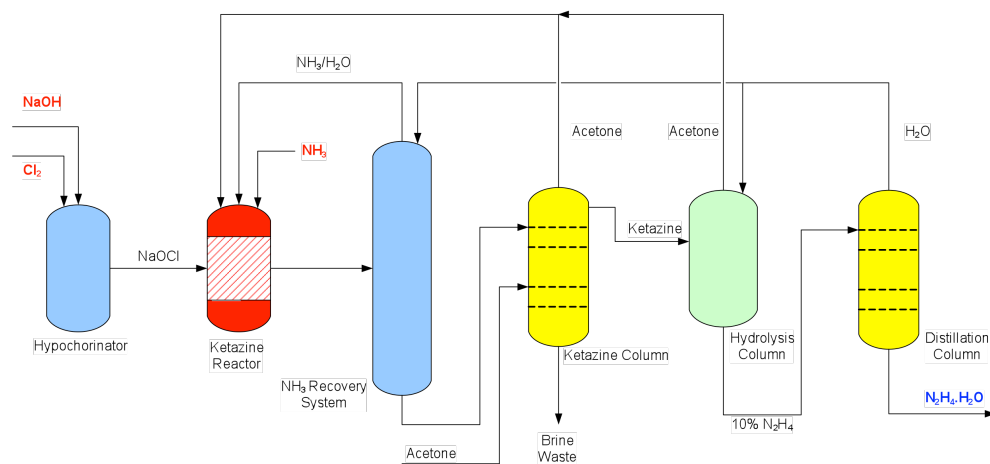 NH₃/H₂O
NaOH
Cl₂
NH₃
Acetone
Acetone
H₂O
NaOCl
Ketazine
Hypochorinator
Ketazine
Reactor
NH₃ Recovery
System
Ketazine Column
Hydrolysis
Column
Distillation
Column
Acetone
Brine
Waste
10% N₂H₄
N₂H₄.H₂O